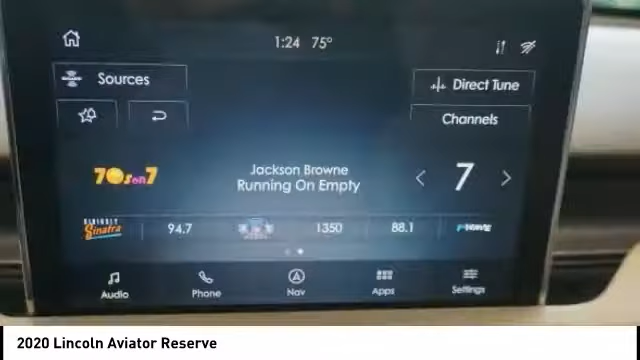 1:24 75°
Sources
Direct Tune
Channels
70s on 7
Jackson Browne
Running On Empty
7
SIRIUSLY Sinatra
94.7
1350
88.1
Audio
Phone
Nav
Apps
Settings
2020 Lincoln Aviator Reserve